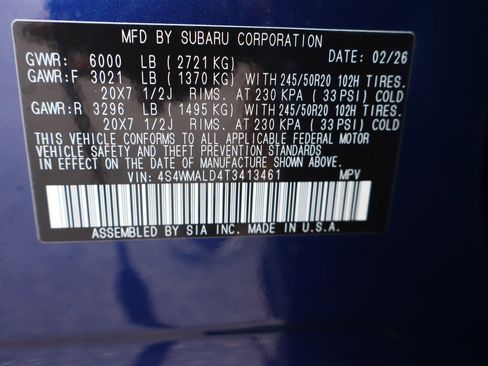 MFD BY SUBARU CORPORATION
GVWR: 6000 LB (2721 KG) DATE: 02/26
GAWR:F 3021 LB (1370 KG) WITH 245/50R20 102H TIRES.
20X7 1/2J RIMS. AT 230 KPA (33 PSI) COLD
GAWR:R 3296 LB (1495 KG) WITH 245/50R20 102H TIRES.
20X7 1/2J RIMS. AT 230 KPA (33 PSI) COLD
THIS VEHICLE CONFORMS TO ALL APPLICABLE FEDERAL MOTOR
VEHICLE SAFETY AND THEFT PREVENTION STANDARDS
IN EFFECT ON THE DATE OF MANUFACTURE SHOWN ABOVE.
VIN: 4S4WMALD4T3413461 MPV
ASSEMBLED BY SIA INC. MADE IN U.S.A.